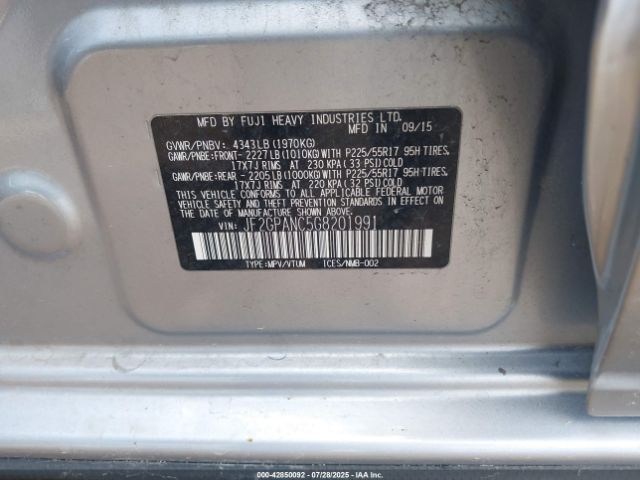 MFD BY FUJI HEAVY INDUSTRIES LTD.
MFD IN 09/15
GVWR/PNBV: 4343LB(1970KG)
GAWR/PNBE:FRONT- 2227LB(1010KG)WITH P225/55R17 95H TIRES,
17X7J RIMS AT 230 KPA(33 PSI)COLD
GAWR/PNBE:REAR - 2205LB(1000KG)WITH P225/55R17 95H TIRES,
17X7J RIMS AT 220 KPA(32 PSI)COLD
THIS VEHICLE CONFORMS TO ALL APPLICABLE FEDERAL MOTOR
VEHICLE SAFETY AND THEFT PREVENTION STANDARDS IN EFFECT
ON THE DATE OF MANUFACTURE SHOWN ABOVE.
VIN: JF2GPANC5G8201991
TYPE:MPV/VTUM ICES/NMB-002
000-42850092 - 07/28/2025 - IAAI.com